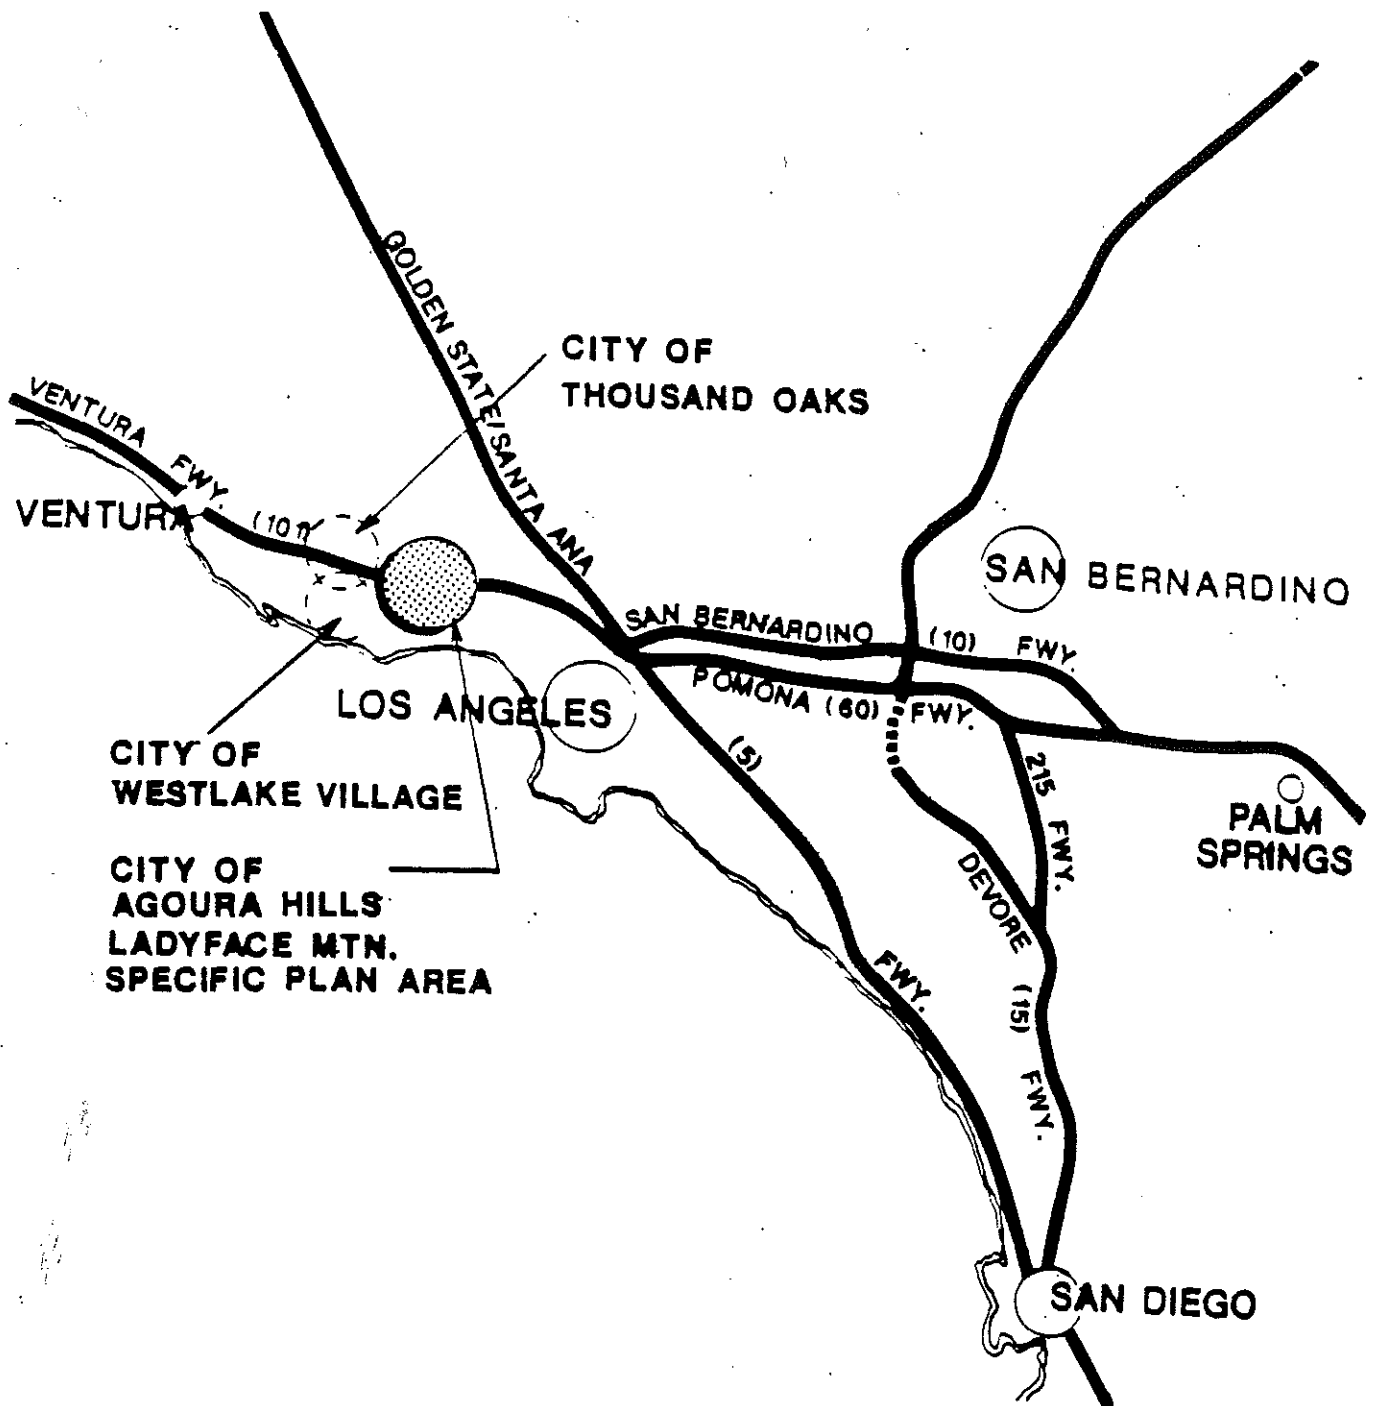 GOLDEN STATE/SANTA ANA
CITY OF
THOUSAND OAKS
VENTURA FWY.
(101)
VENTURA
SAN BERNARDINO
SAN BERNARDINO (10) FWY.
POMONA (60) FWY.
LOS ANGELES
(5)
FWY.
CITY OF
WESTLAKE VILLAGE
215 FWY.
PALM
SPRINGS
CITY OF
AGOURA HILLS
LADYFACE MTN.
SPECIFIC PLAN AREA
DEVORE (15) FWY.
SAN DIEGO